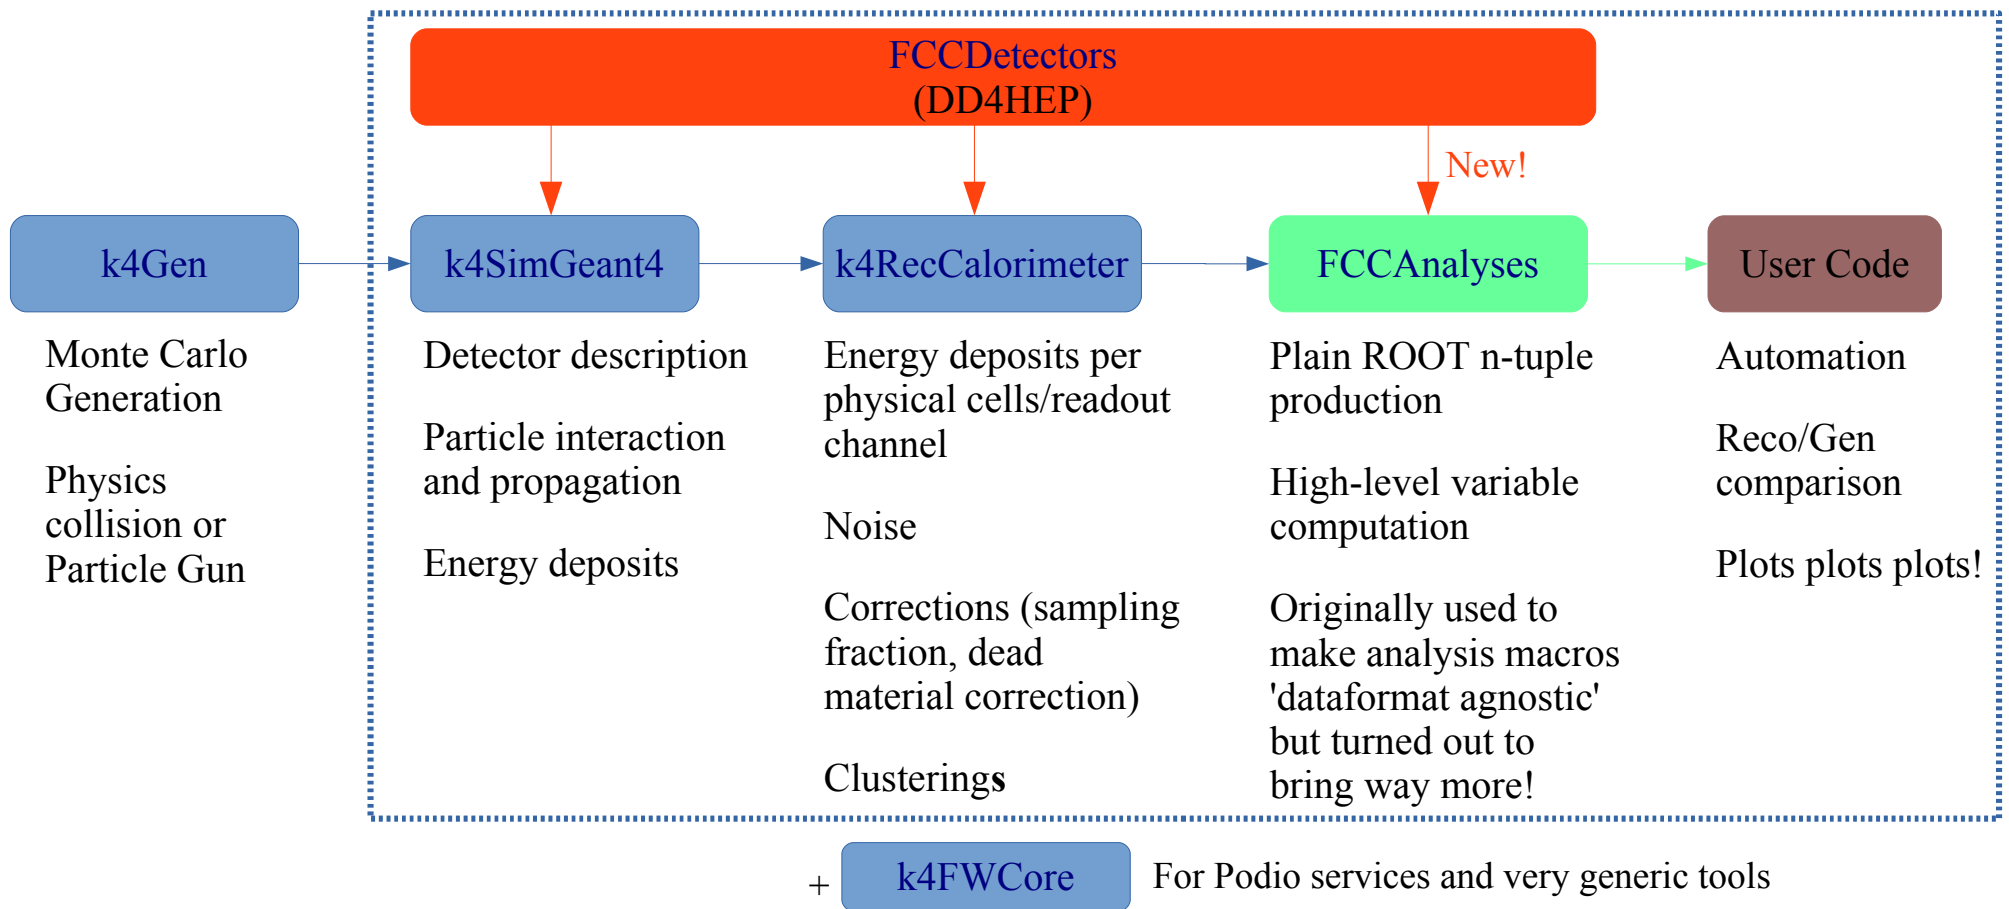 FCCDetectors
(DD4HEP)
New!
k4Gen
k4SimGeant4
k4RecCalorimeter
FCCAnalyses
User Code
Monte Carlo
Generation
Physics
collision or
Particle Gun
Detector description
Particle interaction
and propagation
Energy deposits
Energy deposits per
physical cells/readout
channel
Noise
Corrections (sampling
fraction, dead
material correction)
Clusterings
Plain ROOT n-tuple
production
High-level variable
computation
Originally used to
make analysis macros
'dataformat agnostic'
but turned out to
bring way more!
Automation
Reco/Gen
comparison
Plots plots plots!
+ k4FWCore For Podio services and very generic tools